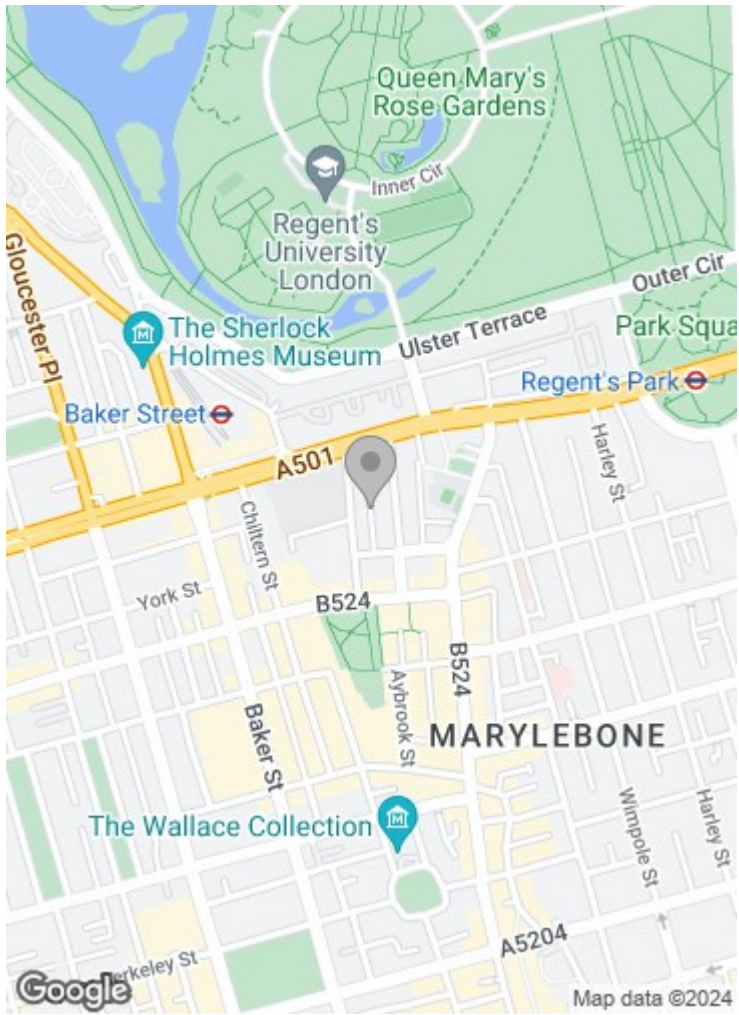 Queen Mary's
Rose Gardens
Inner Cir
Regent's
University
London
Outer Cir
Ulster Terrace
Gloucester Pl
The Sherlock
Holmes Museum
Park Squa
Regent's Park
Baker Street
A501
Harley St
Chiltern St
York St
B524
B524
Aybrook St
Baker St
MARYLEBONE
The Wallace Collection
Wimpole St
Harley St
A5204
erkeley St
Google
Map data ©2024